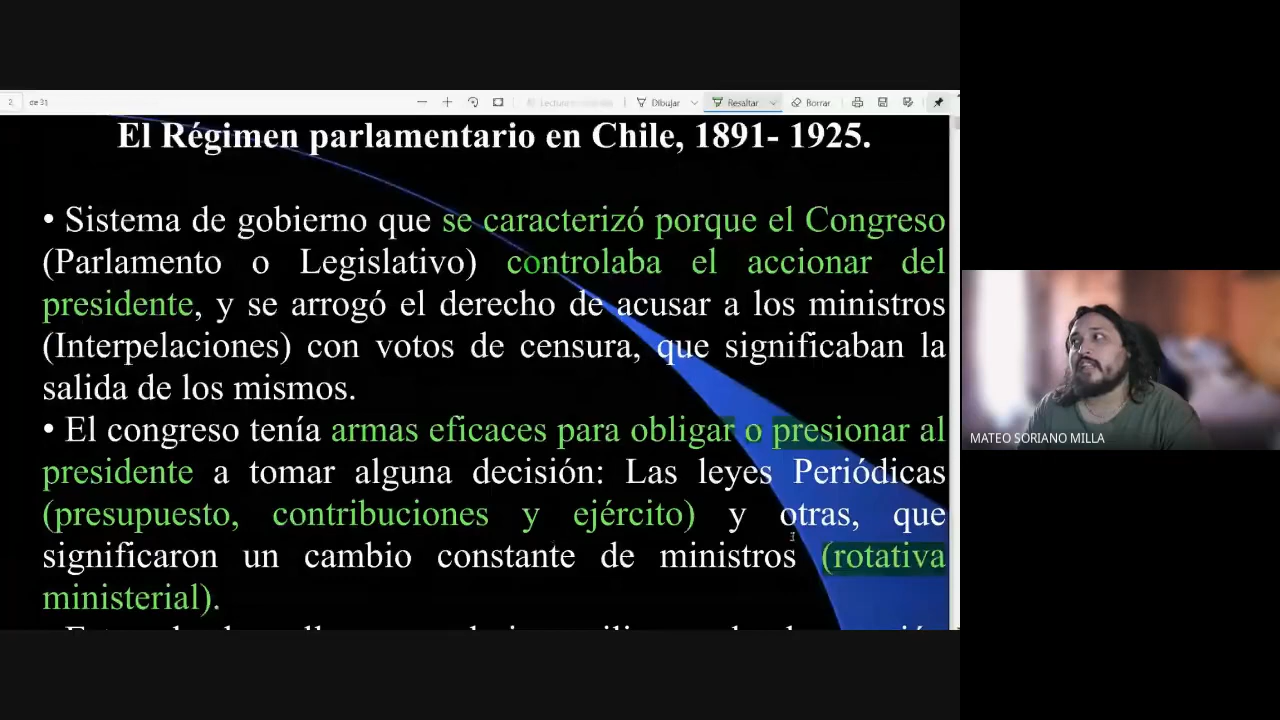 2 de 31 Dibujar Resaltar Borrar
El Régimen parlamentario en Chile, 1891- 1925.
• Sistema de gobierno que se caracterizó porque el Congreso
(Parlamento o Legislativo) controlaba el accionar del
presidente, y se arrogó el derecho de acusar a los ministros
(Interpelaciones) con votos de censura, que significaban la
salida de los mismos.
• El congreso tenía armas eficaces para obligar o presionar al
presidente a tomar alguna decisión: Las leyes Periódicas
(presupuesto, contribuciones y ejército) y otras, que
significaron un cambio constante de ministros (rotativa
ministerial).
MATEO SORIANO MILLA